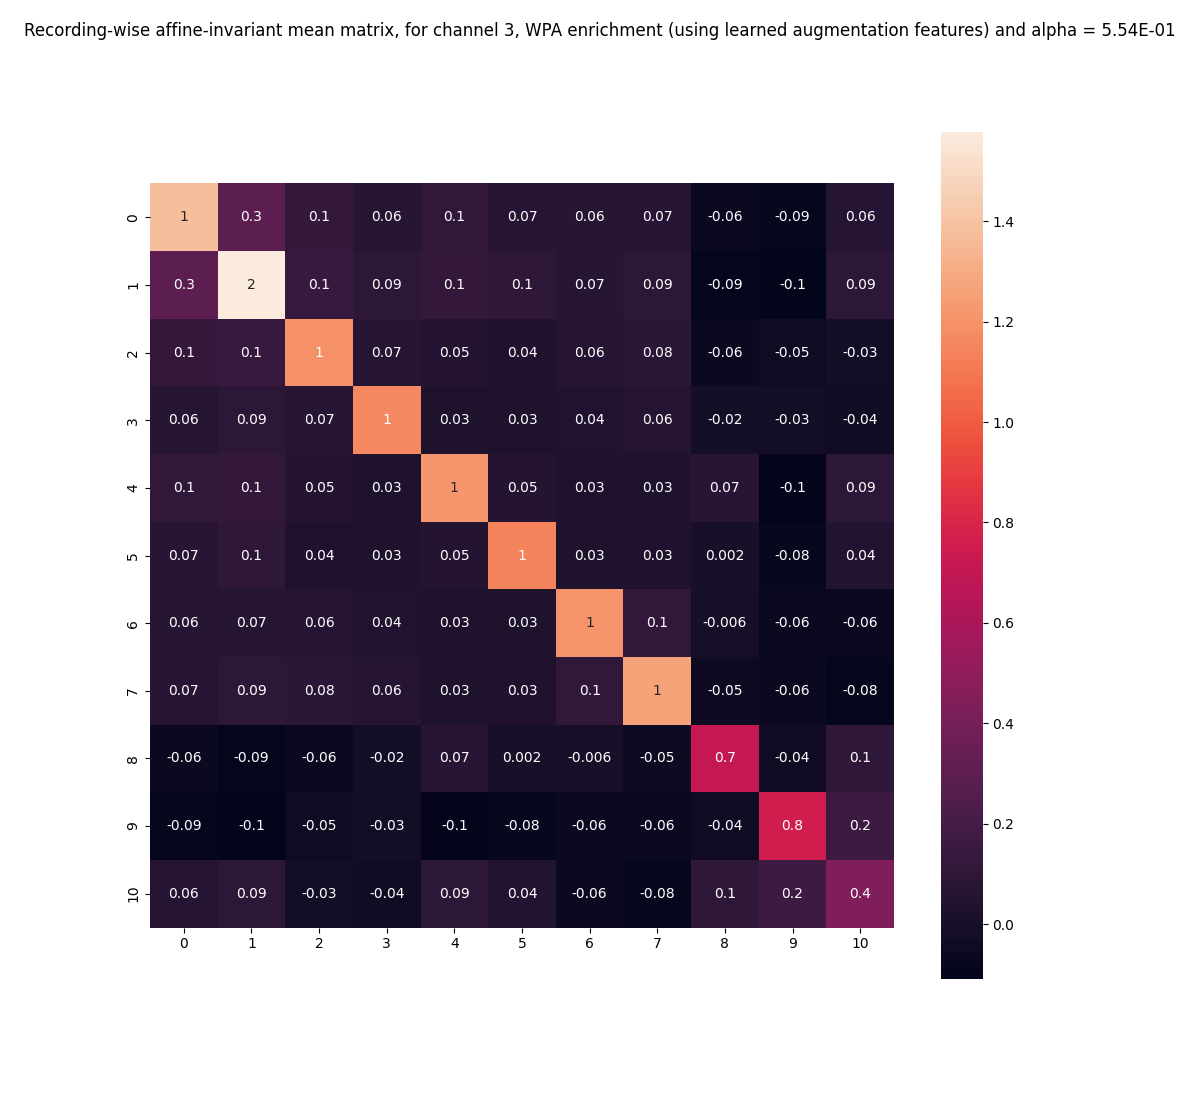 Recording-wise affine-invariant mean matrix, for channel 3, WPA enrichment (using learned augmentation features) and alpha = 5.54E-01
0 1 0.3 0.1 0.06 0.1 0.07 0.06 0.07 -0.06 -0.09 0.06
1 0.3 2 0.1 0.09 0.1 0.1 0.07 0.09 -0.09 -0.1 0.09
2 0.1 0.1 1 0.07 0.05 0.04 0.06 0.08 -0.06 -0.05 -0.03
3 0.06 0.09 0.07 1 0.03 0.03 0.04 0.06 -0.02 -0.03 -0.04
4 0.1 0.1 0.05 0.03 1 0.05 0.03 0.03 0.07 -0.1 0.09
5 0.07 0.1 0.04 0.03 0.05 1 0.03 0.03 0.002 -0.08 0.04
6 0.06 0.07 0.06 0.04 0.03 0.03 1 0.1 -0.006 -0.06 -0.06
7 0.07 0.09 0.08 0.06 0.03 0.03 0.1 1 -0.05 -0.06 -0.08
8 -0.06 -0.09 -0.06 -0.02 0.07 0.002 -0.006 -0.05 0.7 -0.04 0.1
9 -0.09 -0.1 -0.05 -0.03 -0.1 -0.08 -0.06 -0.06 -0.04 0.8 0.2
10 0.06 0.09 -0.03 -0.04 0.09 0.04 -0.06 -0.08 0.1 0.2 0.4
0 1 2 3 4 5 6 7 8 9 10
1.4
1.2
1.0
0.8
0.6
0.4
0.2
0.0